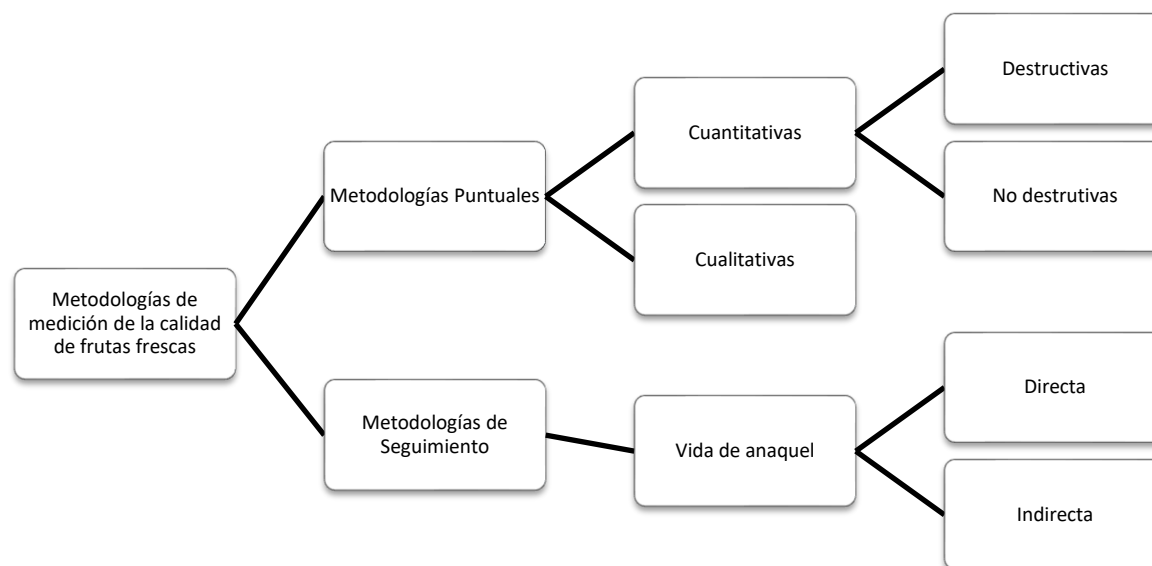 Metodologías de
medición de la calidad
de frutas frescas
Metodologías Puntuales
Cuantitativas
Destructivas
No destrutivas
Cualitativas
Metodologías de
Seguimiento
Vida de anaquel
Directa
Indirecta